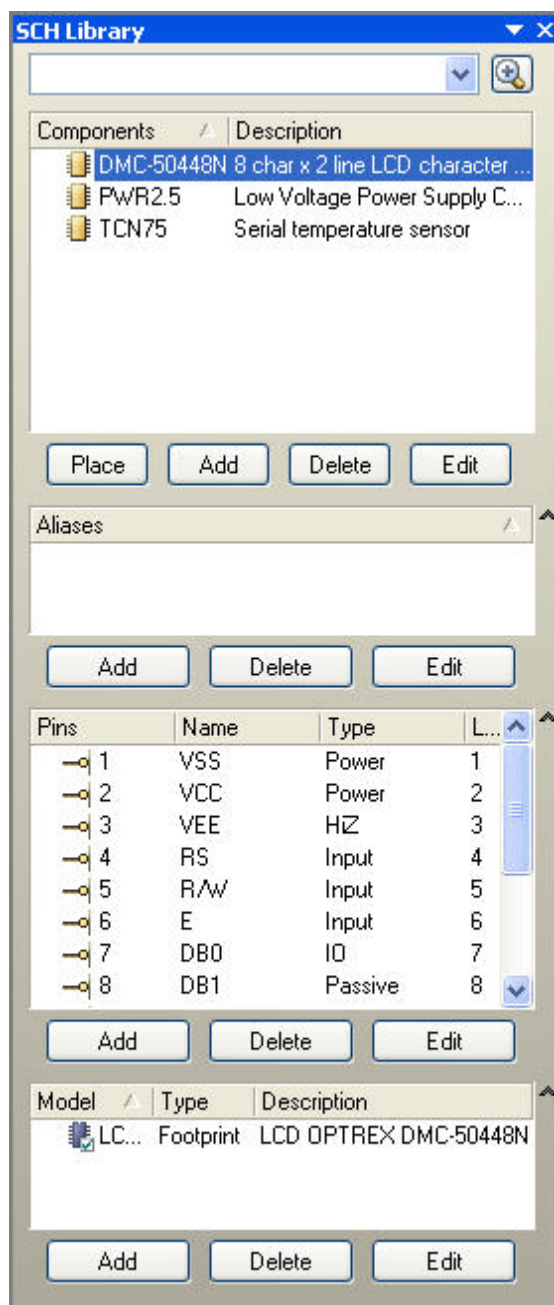 SCH Library
Components Description
DMC-50448N 8 char x 2 line LCD character ...
PWR2.5 Low Voltage Power Supply C...
TCN75 Serial temperature sensor
Place Add Delete Edit
Aliases
Add Delete Edit
Pins Name Type L...
1 VSS Power 1
2 VCC Power 2
3 VEE HiZ 3
4 RS Input 4
5 R/W Input 5
6 E Input 6
7 DB0 IO 7
8 DB1 Passive 8
Add Delete Edit
Model Type Description
LC... Footprint LCD OPTREX DMC-50448N
Add Delete Edit